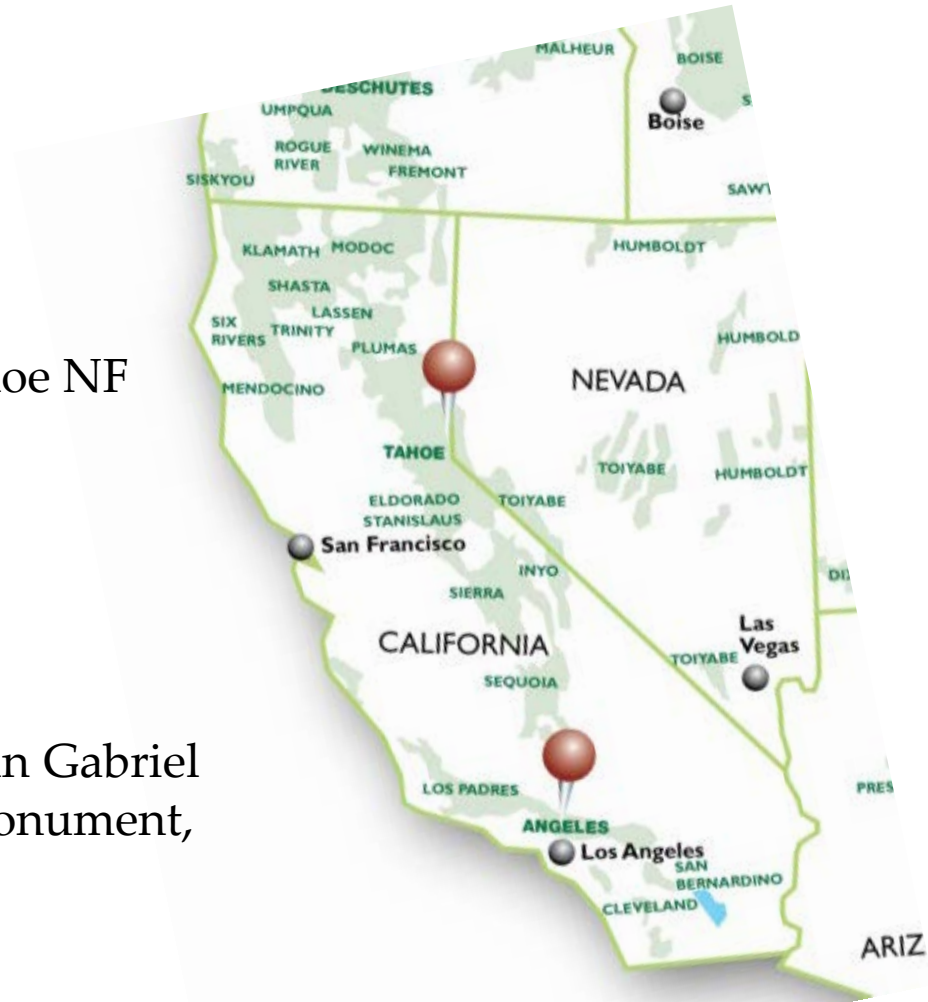 MALHEUR
BOISE
DESCHUTES
UMPQUA
Boise
ROGUE
RIVER
WINEMA
FREMONT
SISKYOU
KLAMATH
MODOC
HUMBOLDT
SHASTA
LASSEN
SIX
RIVERS
TRINITY
HUMBOLD
PLUMAS
oe NF
NEVADA
MENDOCINO
TAHOE
TOIYABE
HUMBOLDT
ELDORADO
TOIYABE
STANISLAUS
San Francisco
INYO
SIERRA
Las
Vegas
CALIFORNIA
TOIYABE
SEQUOIA
n Gabriel
LOS PADRES
PRES
onument,
ANGELES
Los Angeles
SAN
BERNARDINO
CLEVELAND
ARIZ